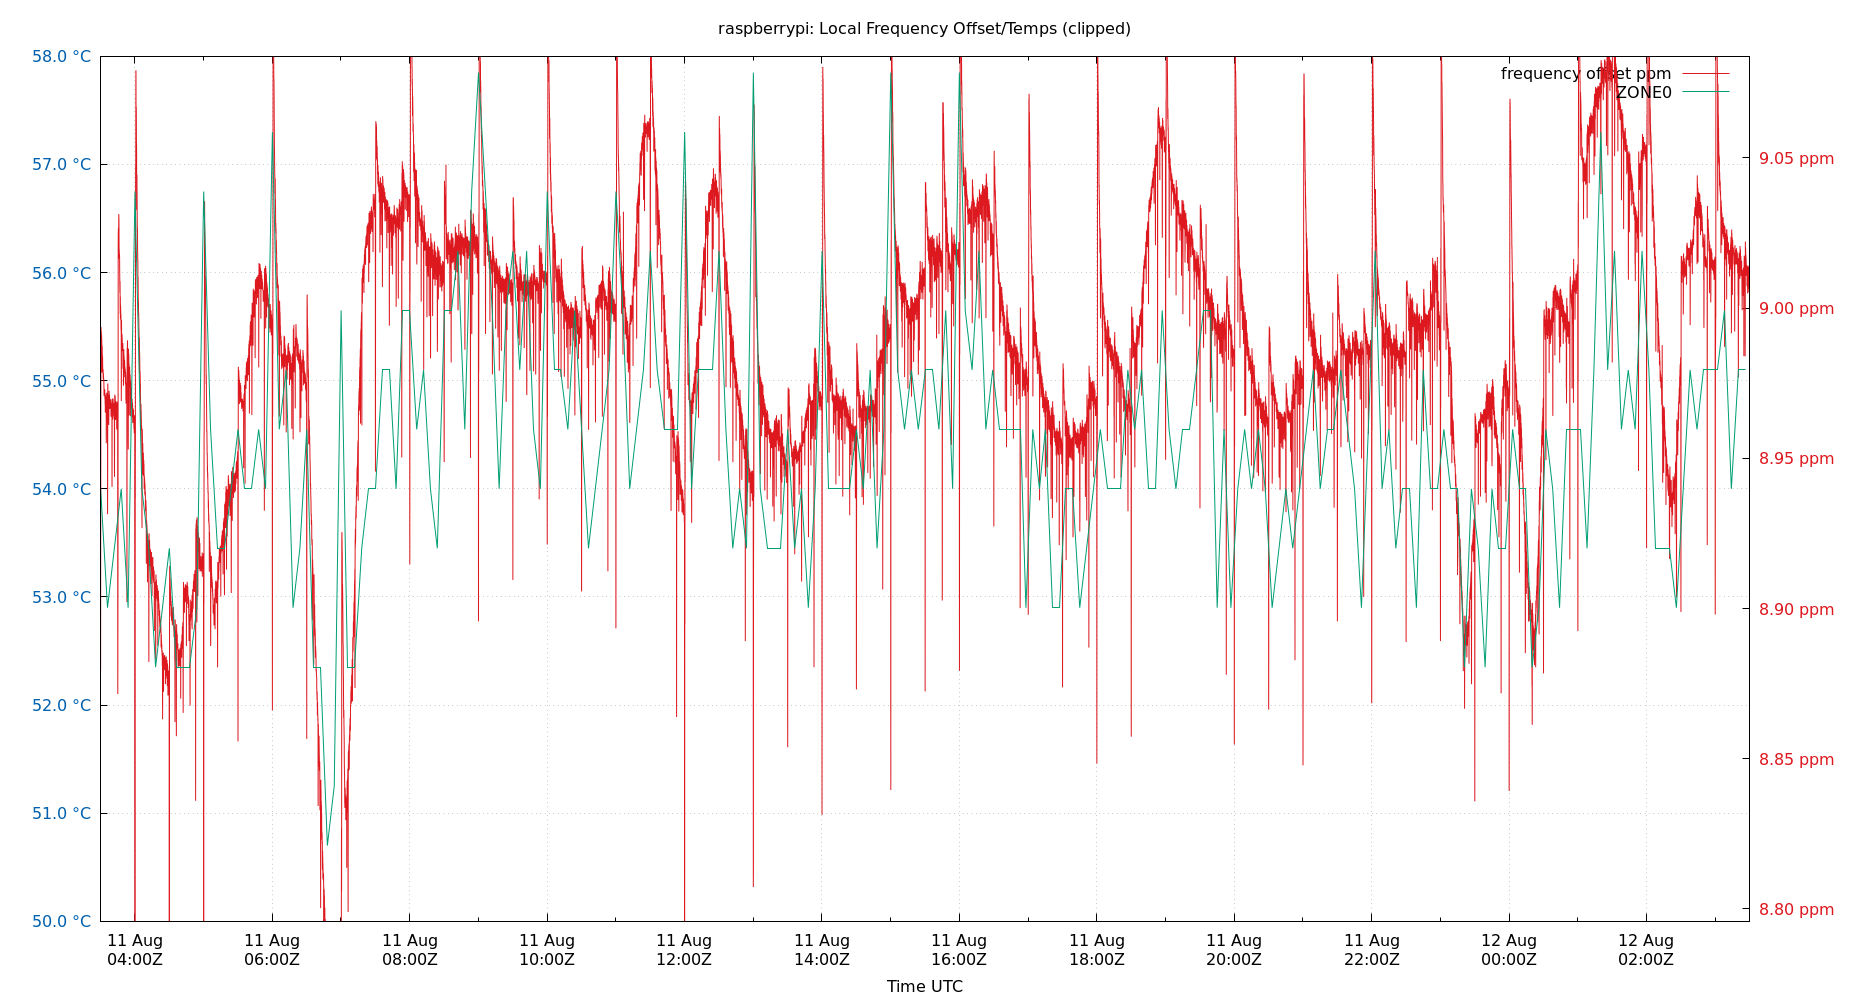 raspberrypi: Local Frequency Offset/Temps (clipped)
58.0 °C
57.0 °C
56.0 °C
55.0 °C
54.0 °C
53.0 °C
52.0 °C
51.0 °C
50.0 °C
frequency offset ppm
ZONE0
9.05 ppm
9.00 ppm
8.95 ppm
8.90 ppm
8.85 ppm
8.80 ppm
11 Aug 11 Aug 11 Aug 11 Aug 11 Aug 11 Aug 11 Aug 11 Aug 11 Aug 11 Aug 12 Aug 12 Aug
04:00Z 06:00Z 08:00Z 10:00Z 12:00Z 14:00Z 16:00Z 18:00Z 20:00Z 22:00Z 00:00Z 02:00Z
Time UTC